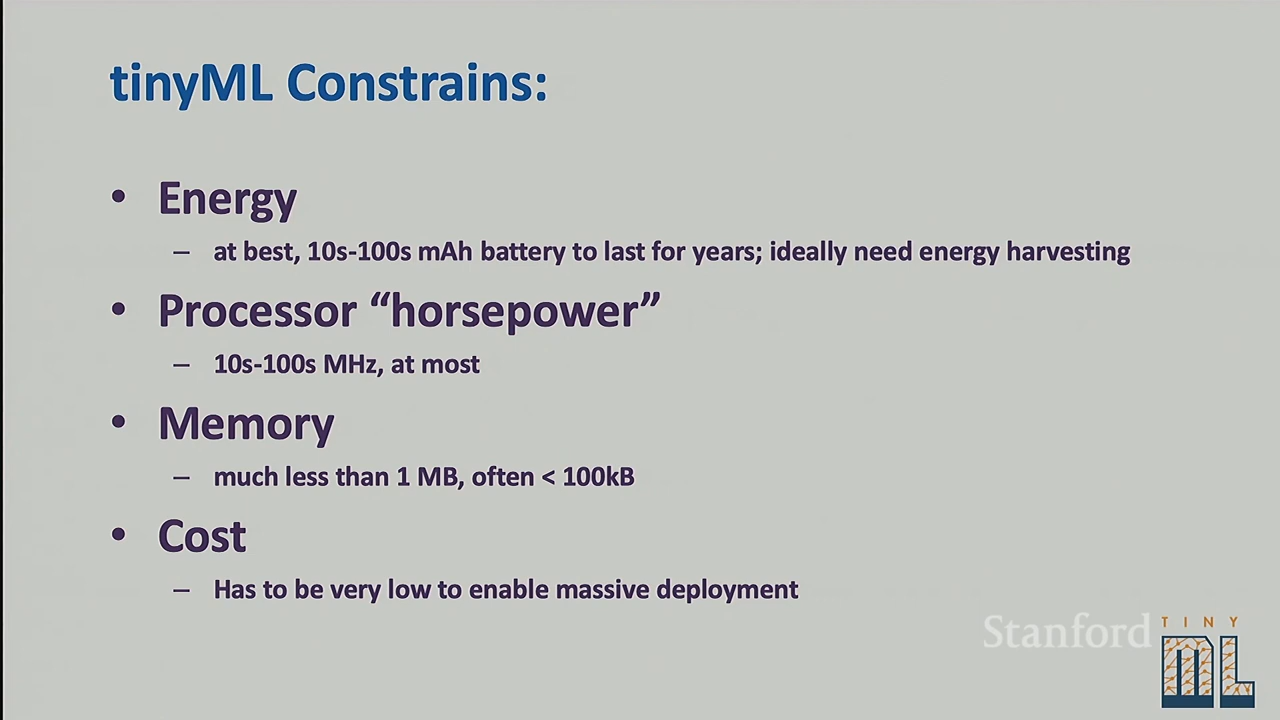 tinyML Constrains:
• Energy
– at best, 10s-100s mAh battery to last for years; ideally need energy harvesting
• Processor “horsepower”
– 10s-100s MHz, at most
• Memory
– much less than 1 MB, often < 100kB
• Cost
– Has to be very low to enable massive deployment
Stanford
TINY
ML